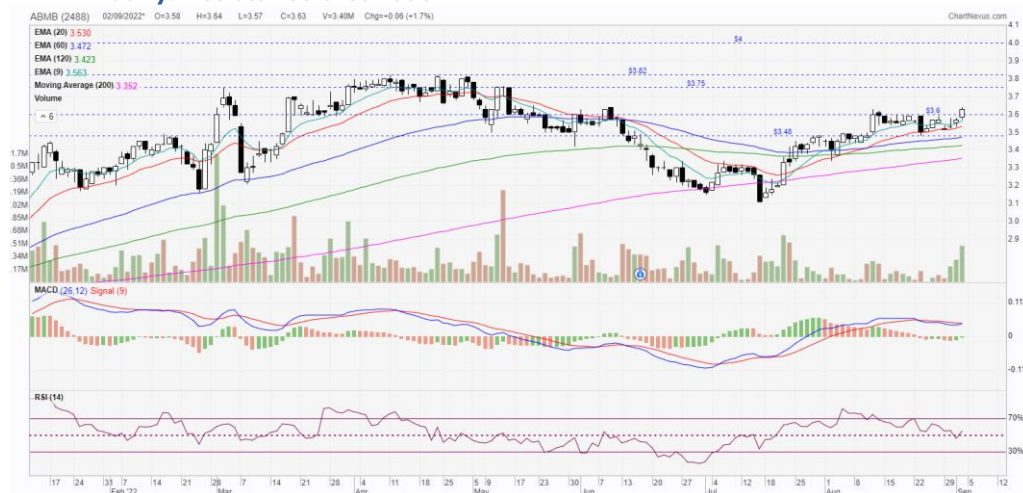 ABMB (2488) 02/09/2022* O=3.58 H=3.64 L=3.57 C=3.63 V=3.40M Chg=+0.06 (+1.7%) ChartNexus.com
EMA (20) 3.530
EMA (60) 3.472
EMA (120) 3.423
EMA (9) 3.563
Moving Average (200) 3.352
Volume
6
$4
$3.82
$3.75
$3.6
$3.48
4.1
4.0
3.9
3.8
3.7
3.6
3.5
3.4
3.3
3.2
3.1
3.0
2.9
1.7M
0.5M
.36M
.19M
.02M
.85M
.68M
.51M
.34M
.17M
MACD (26,12) Signal (9)
0.11
0
-0.11
RSI (14)
70%
30%
17 24 31 7 14 21 28 7 14 21 28 4 11 18 25 5 9 17 23 30 7 13 20 27 4 12 18 25 1 8 15 22 29 5 12
Feb '22 Mar Apr May Jun Jul Aug Sep